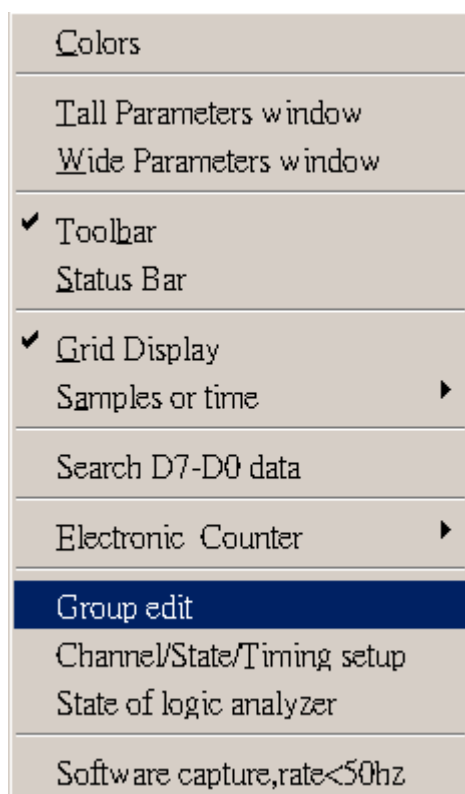 Colors
Tall Parameters window
Wide Parameters window
Toolbar
Status Bar
Grid Display
Samples or time
Search D7-D0 data
Electronic Counter
Group edit
Channel/State/Timing setup
State of logic analyzer
Software capture,rate<50hz